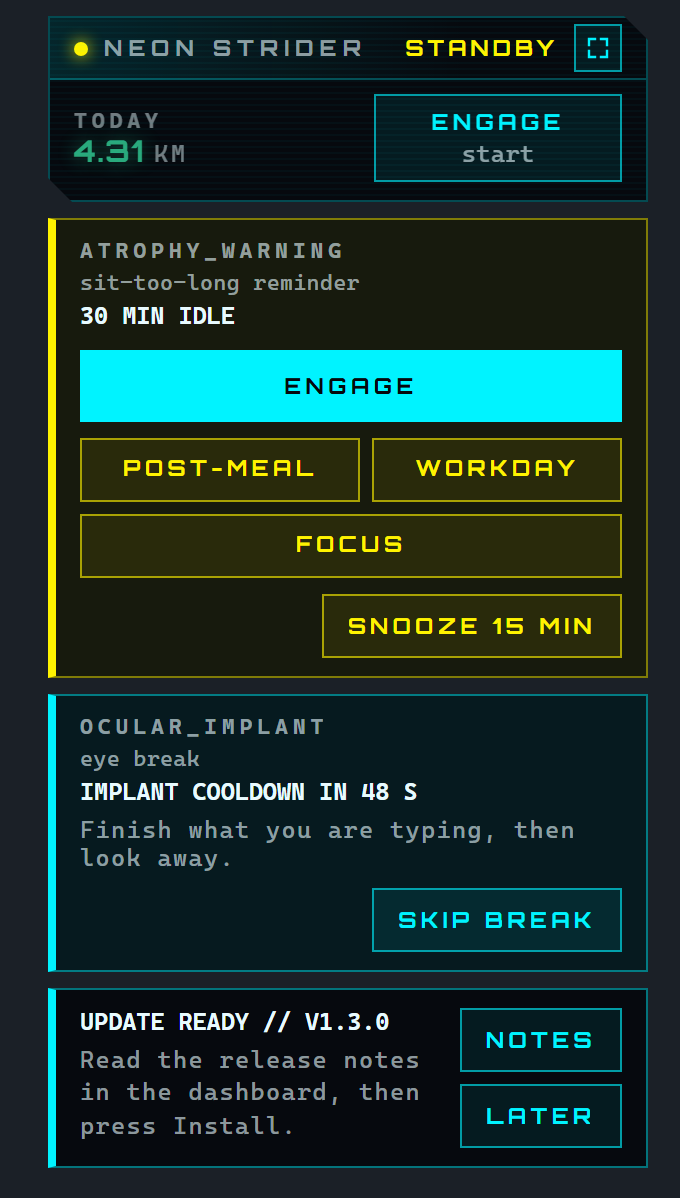 NEON STRIDER STANDBY
TODAY
4.31 KM
ENGAGE
start
ATROPHY_WARNING
sit-too-long reminder
30 MIN IDLE
ENGAGE
POST-MEAL WORKDAY
FOCUS
SNOOZE 15 MIN
OCULAR_IMPLANT
eye break
IMPLANT COOLDOWN IN 48 S
Finish what you are typing, then
look away.
SKIP BREAK
UPDATE READY // V1.3.0
Read the release notes
in the dashboard, then
press Install.
NOTES
LATER